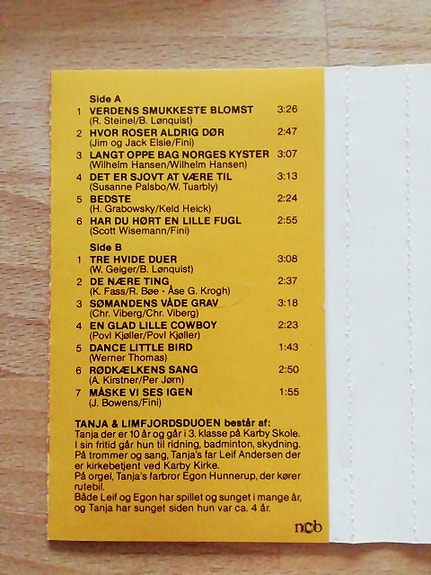 Side A
1 VERDENS SMUKKESTE BLOMST 3:26
(R. Steinel/B. Lønquist)
2 HVOR ROSER ALDRIG DØR 2:47
(Jim og Jack Elsie/Fini)
3 LANGT OPPE BAG NORGES KYSTER 3:07
(Wilhelm Hansen/Wilhelm Hansen)
4 DET ER SJOVT AT VÆRE TIL 3:13
(Susanne Palsbo/W. Tuarbly)
5 BEDSTE 2:24
(H. Grabowsky/Keld Heick)
6 HAR DU HØRT EN LILLE FUGL 2:55
(Scott Wisemann/Fini)
Side B
1 TRE HVIDE DUER 3:08
(W. Geiger/B. Lønquist)
2 DE NÆRE TING 2:37
(K. Fass/R. Bøe - Åse G. Krogh)
3 SØMANDENS VÅDE GRAV 3:18
(Chr. Viberg/Chr. Viberg)
4 EN GLAD LILLE COWBOY 2:23
(Povl Kjøller/Povl Kjøller)
5 DANCE LITTLE BIRD 1:43
(Werner Thomas)
6 RØDKÆLKENS SANG 2:50
(A. Kirstner/Per Jørn)
7 MÅSKE VI SES IGEN 1:55
(J. Bowens/Fini)
TANJA & LIMFJORDSDUOEN består af:
Tanja der er 10 år og går i 3. klasse på Karby Skole.
I sin fritid går hun til ridning, badminton, skydning.
På trommer og sang, Tanja's far Leif Andersen der
er kirkebetjent ved Karby Kirke.
På orgel, Tanja's farbror Egon Hunnerup, der kører
rutebil.
Både Leif og Egon har spillet og sunget i mange år,
og Tanja har sunget siden hun var ca. 4 år.
ncb